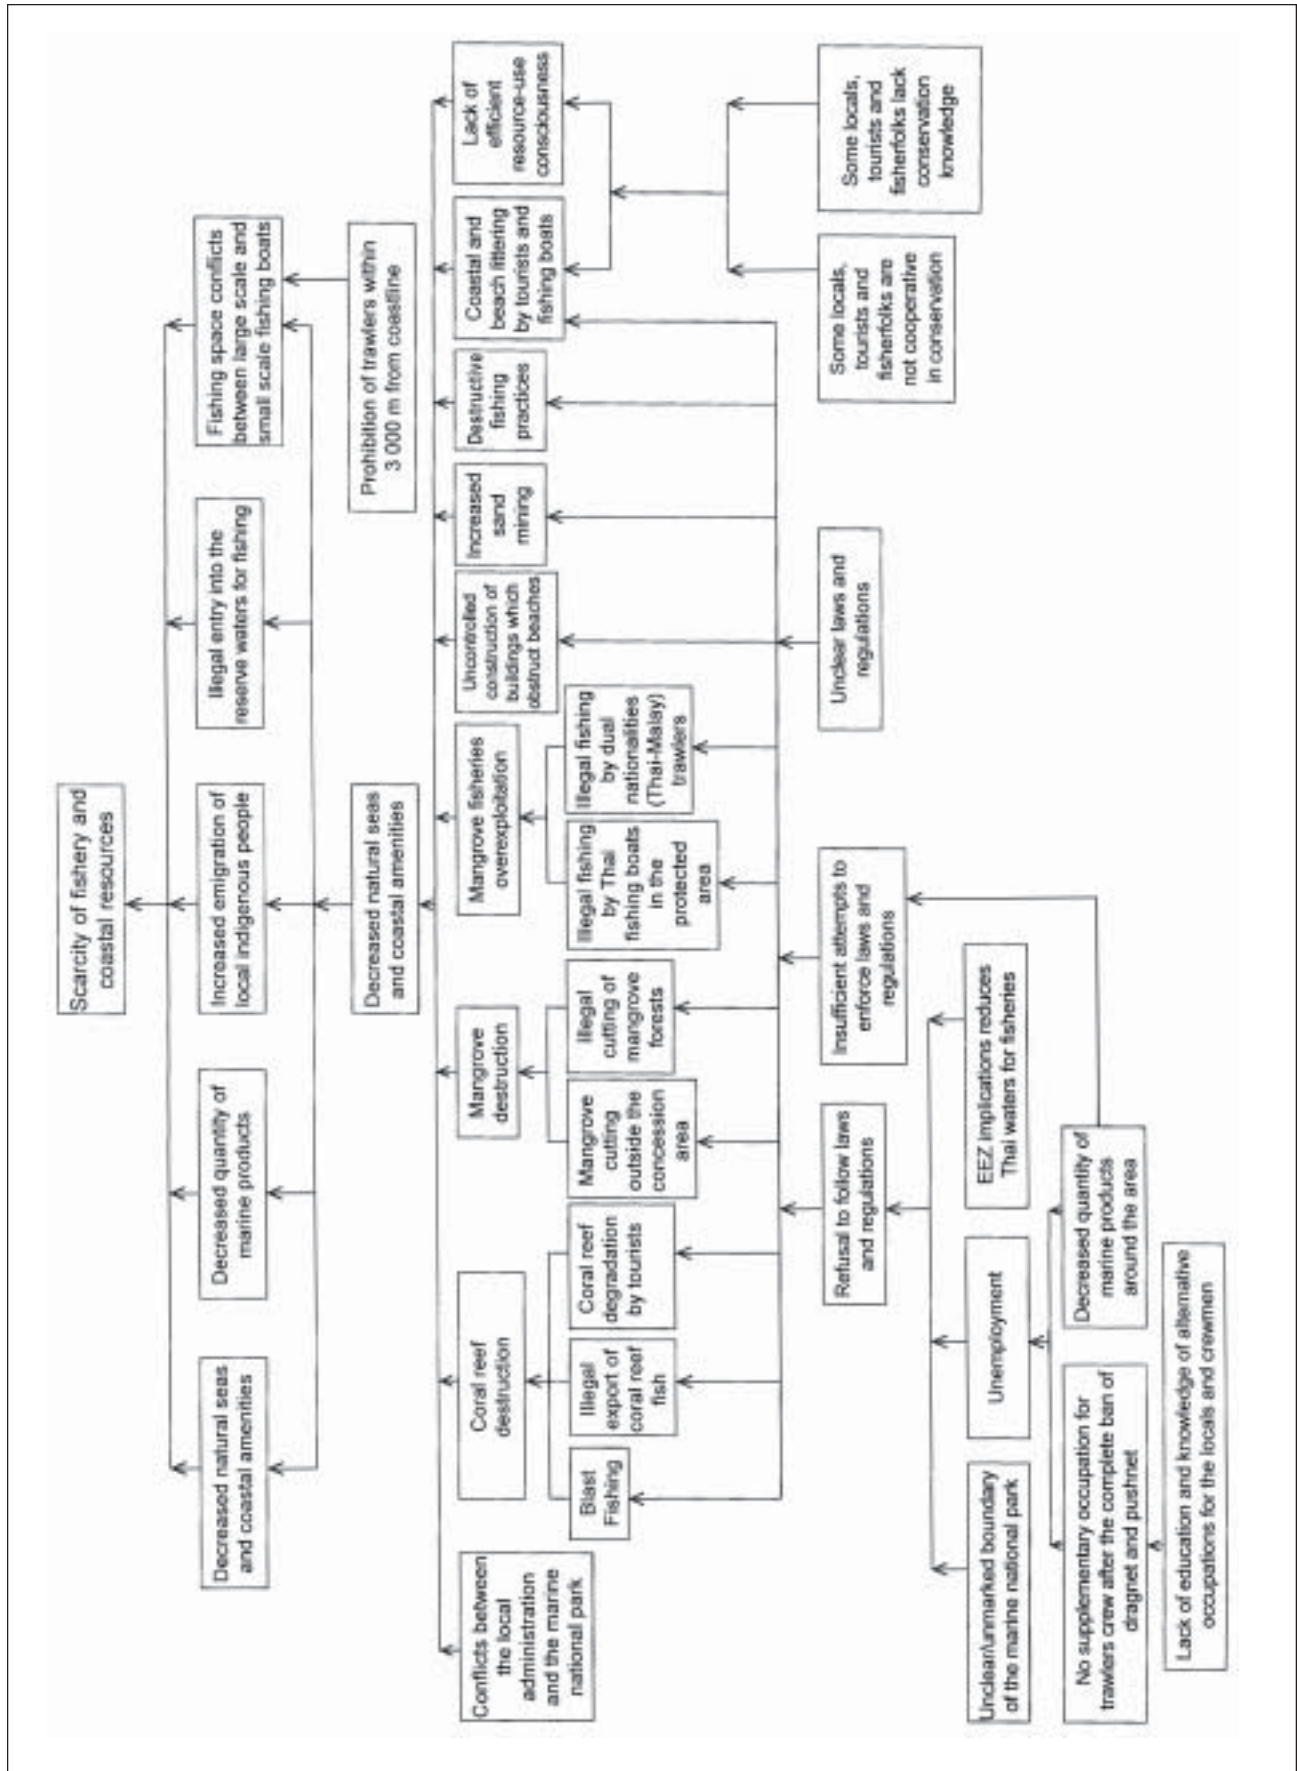 Scarcity of fishery and
coastal resources
Decreased natural seas
and coastal amenities
Decreased quantity of
marine products
Increased emigration of
local indigenous people
Illegal entry into the
reserve waters for fishing
Fishing space conflicts
between large scale and
small scale fishing boats
Decreased natural seas
and coastal amenities
Prohibition of trawlers within
3 000 m from coastline
Conflicts between
the local
administration
and the marine
national park
Coral reef
destruction
Mangrove
destruction
Mangrove fisheries
overexploitation
Uncontrolled
construction of
buildings which
obstruct beaches
Increased
sand
mining
Destructive
fishing
practices
Coastal and
beach littering
by tourists and
fishing boats
Lack of
efficient
resource-use
consciousness
Blast
Fishing
Illegal
export of
coral reef
fish
Coral reef
degradation
by tourists
Mangrove
cutting
outside the
concession
area
Illegal
cutting of
mangrove
forests
Illegal fishing
by Thai
fishing boats
in the
protected
area
Illegal fishing
by dual
nationalities
(Thai-Malay)
trawlers
Refusal to follow laws
and regulations
Insufficient attempts to
enforce laws and
regulations
Unclear laws and
regulations
Some locals,
tourists and
fisherfolks are
not cooperative
in conservation
Some locals,
tourists and
fisherfolks lack
conservation
knowledge
Unclear/unmarked boundary
of the marine national park
Unemployment
EEZ implications reduces
Thai waters for fisheries
No supplementary occupation for
trawlers crew after the complete ban of
dragnet and pushnet
Decreased quantity of
marine products
around the area
Lack of education and knowledge of alternative
occupations for the locals and crewmen